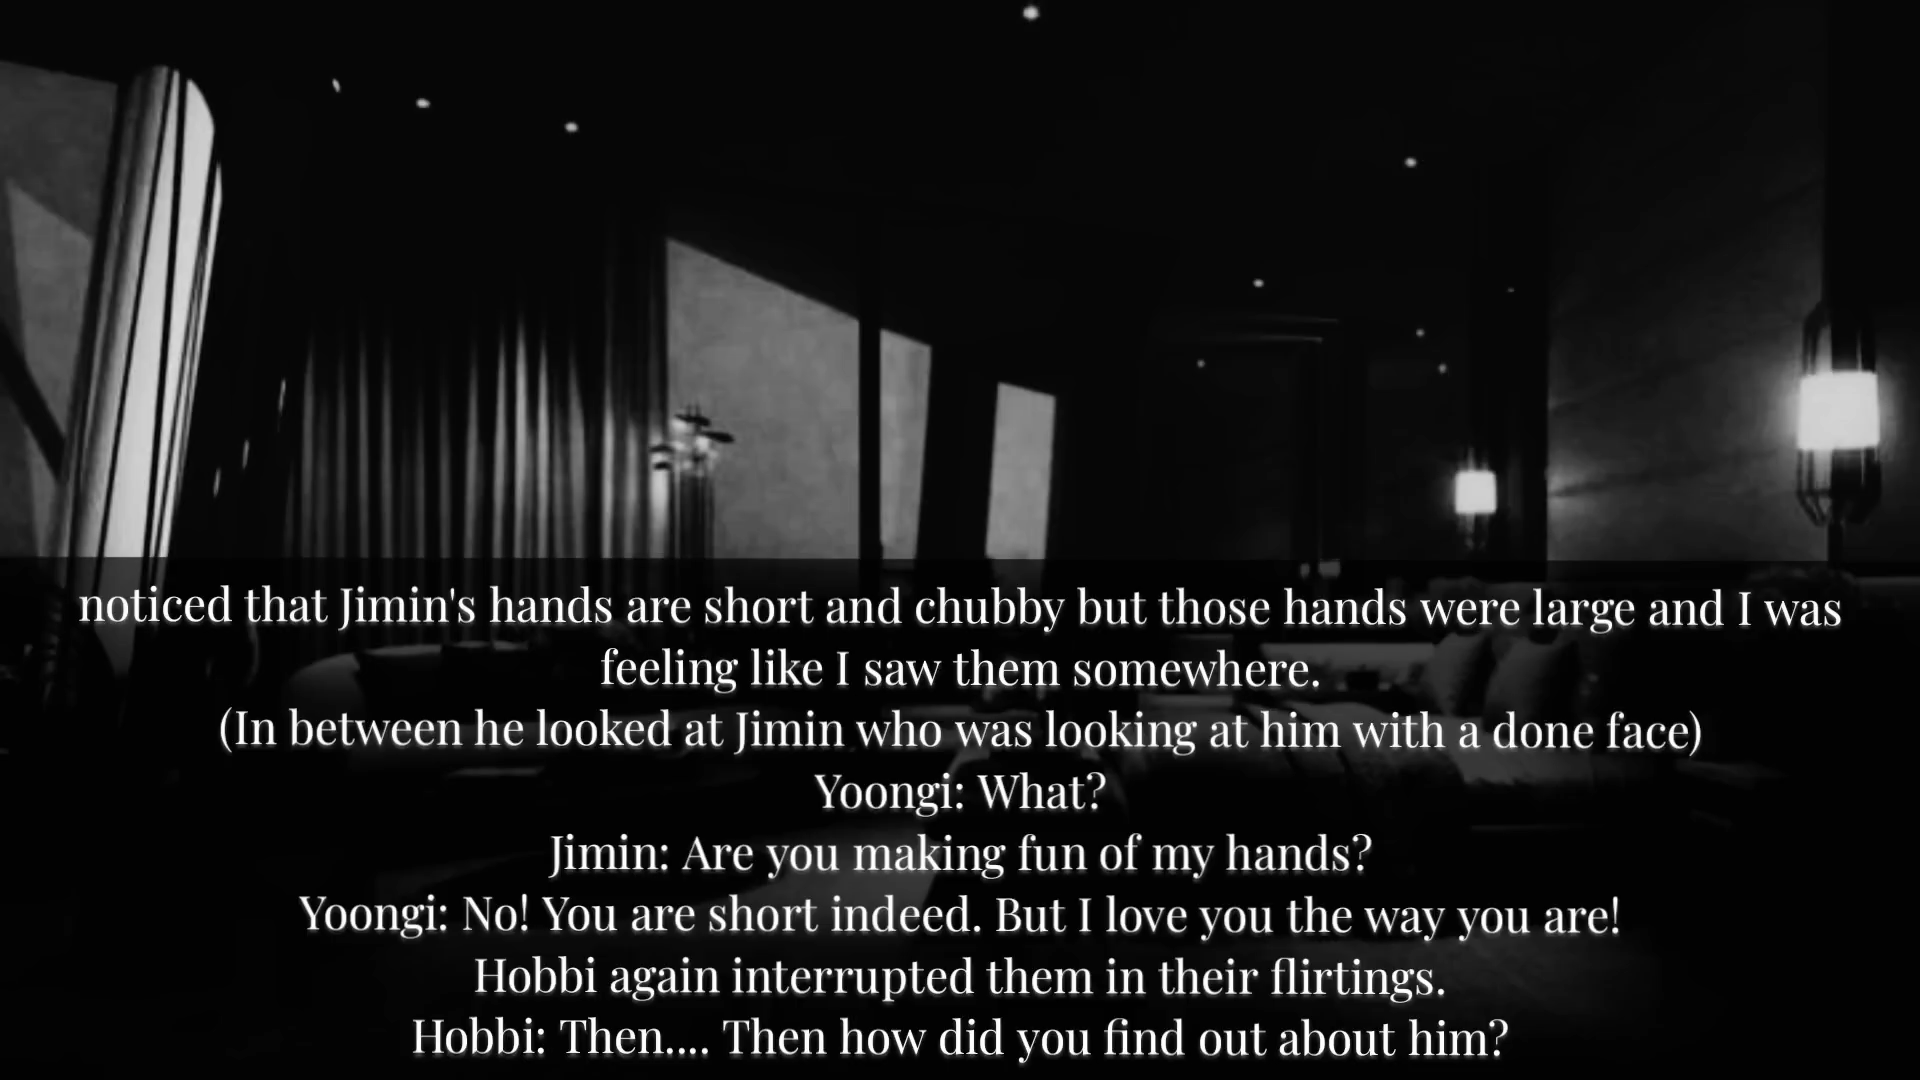 noticed that Jimin's hands are short and chubby but those hands were large and I was
feeling like I saw them somewhere.
(In between he looked at Jimin who was looking at him with a done face)
Yoongi: What?
Jimin: Are you making fun of my hands?
Yoongi: No! You are short indeed. But I love you the way you are!
Hobbi again interrupted them in their flirtings.
Hobbi: Then.... Then how did you find out about him?